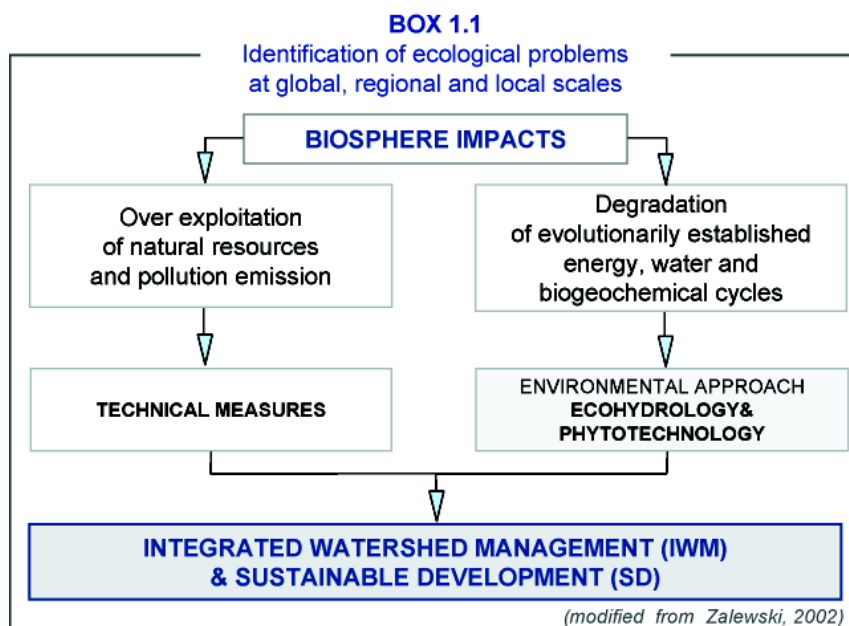 BOX 1.1
Identification of ecological problems
at global, regional and local scales
BIOSPHERE IMPACTS
Over exploitation
of natural resources
and pollution emission
Degradation
of evolutionarily established
energy, water and
biogeochemical cycles
TECHNICAL MEASURES
ENVIRONMENTAL APPROACH
ECOHYDROLOGY&
PHYTOTECHNOLOGY
INTEGRATED WATERSHED MANAGEMENT (IWM)
& SUSTAINABLE DEVELOPMENT (SD)
(modified from Zalewski, 2002)